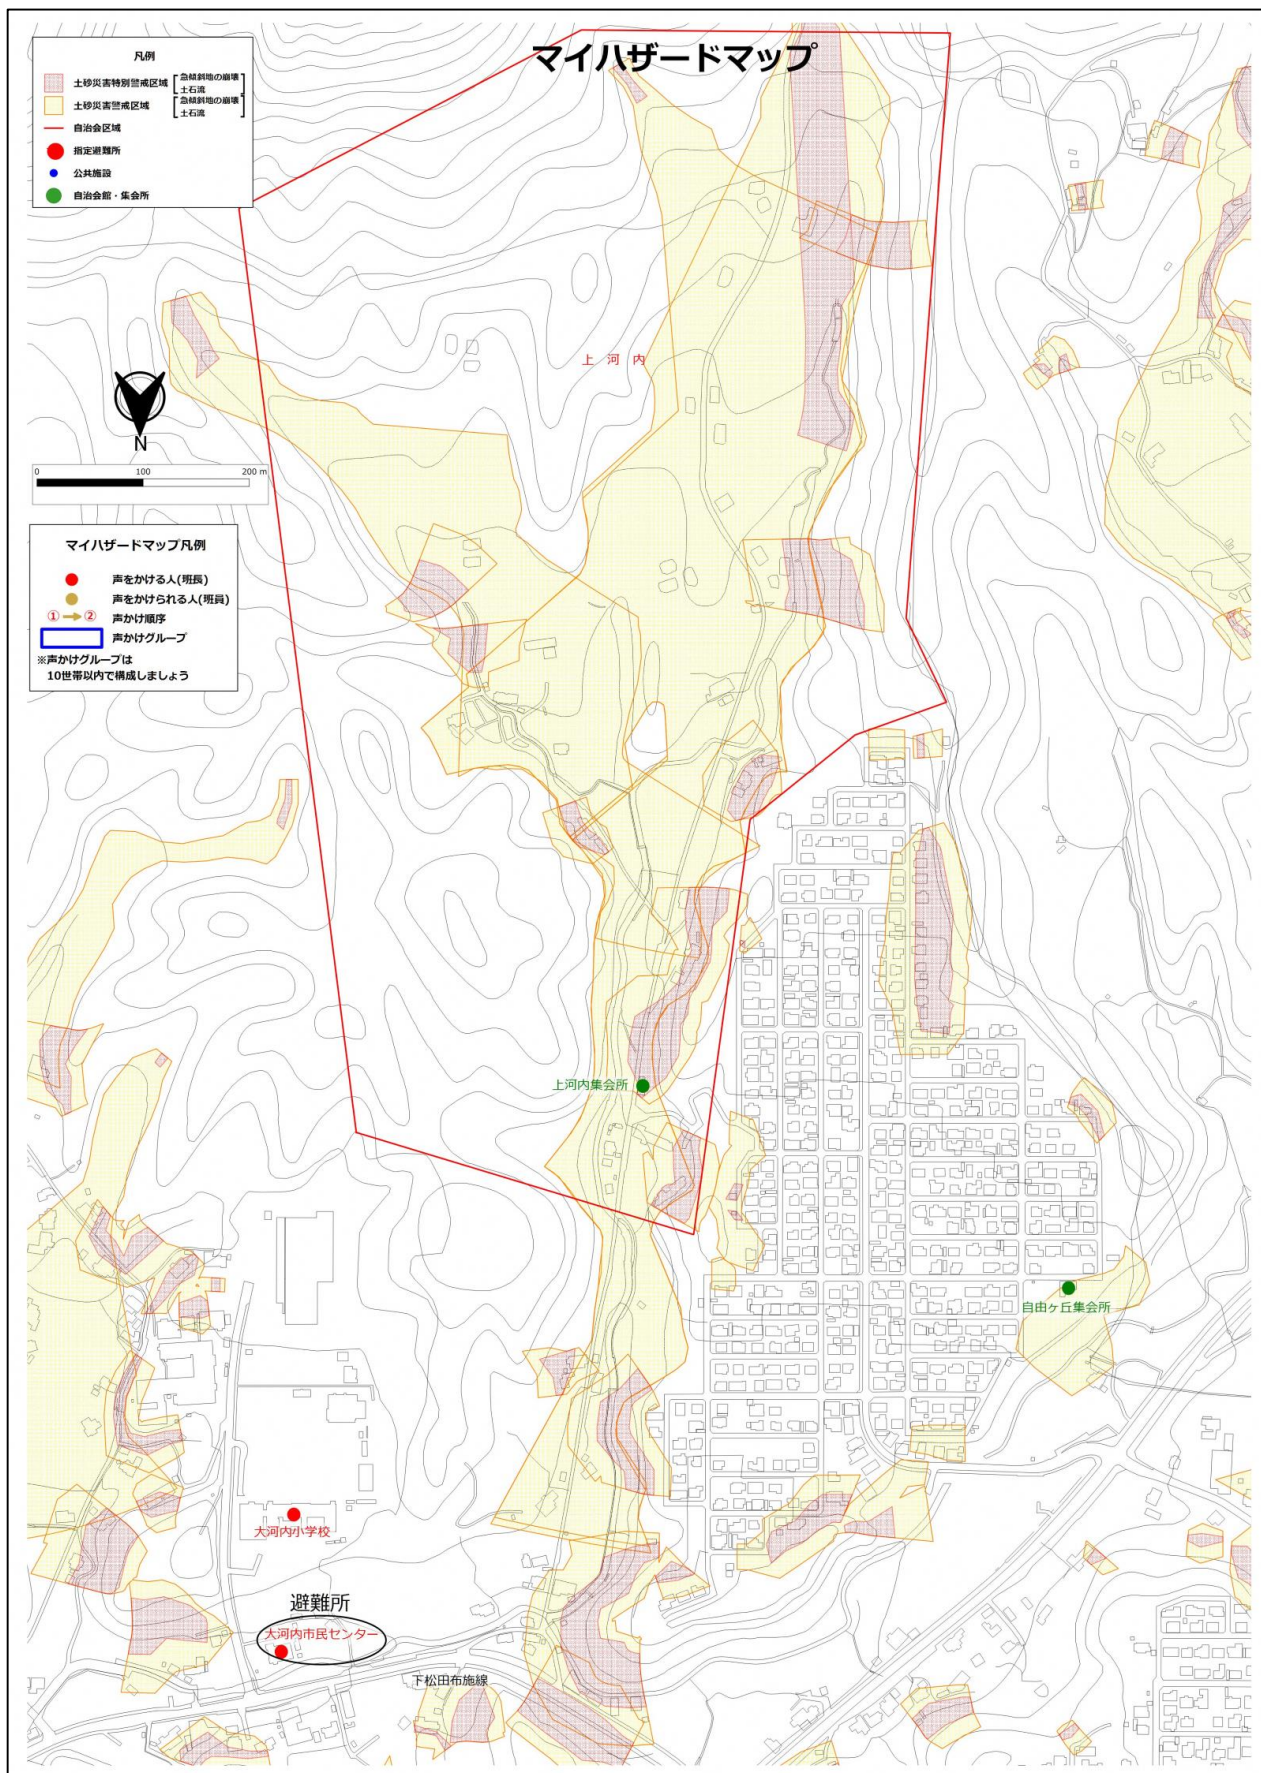 マイハザードマップ
凡例
土砂災害特別警戒区域 急傾斜地の崩壊
土石流
土砂災害警戒区域 急傾斜地の崩壊
土石流
自治会区域
指定避難所
公共施設
自治会館・集会所
上河内
N
0 100 200 m
マイハザードマップ凡例
声をかける人(班長)
声をかけられる人(班員)
① ② 声かけ順序
声かけグループ
※声かけグループは
10世帯以内で構成しましょう
上河内集会所
自由ヶ丘集会所
大河内小学校
避難所
大河内市民センター
下松田布施線